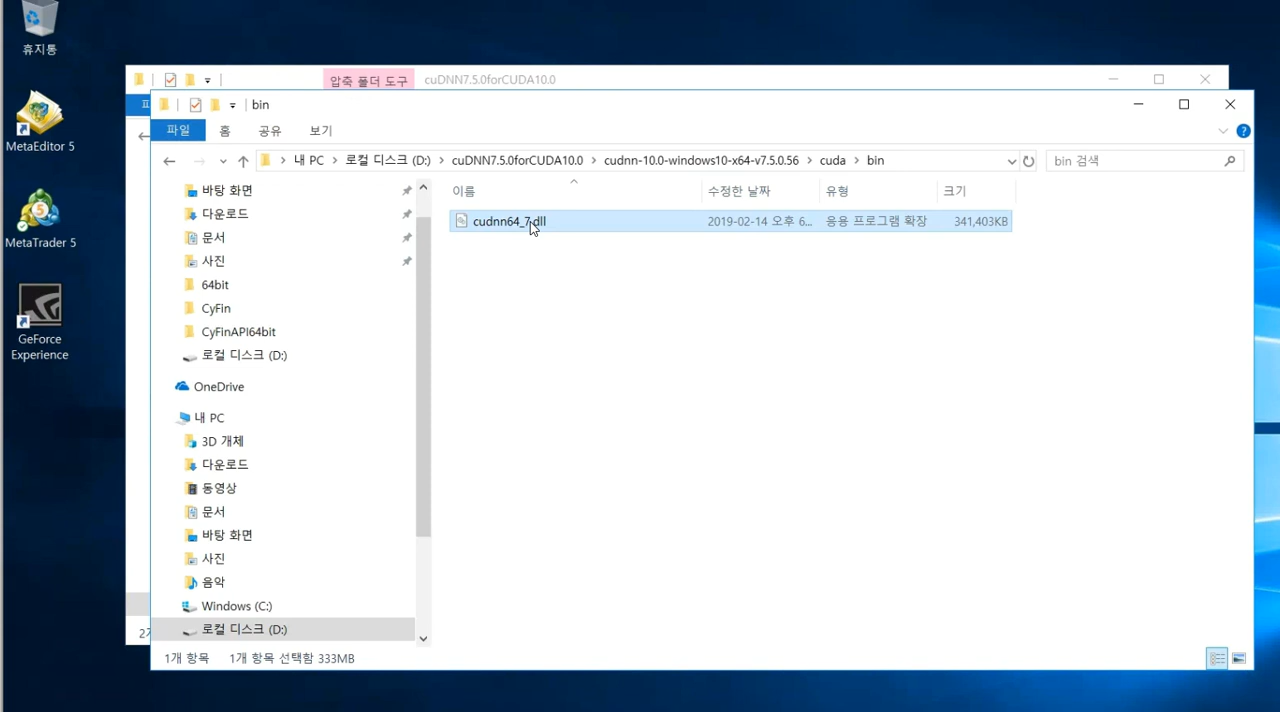 휴지통
MetaEditor 5
MetaTrader 5
GeForce
Experience
압축 폴더 도구
cuDNN7.5.0forCUDA10.0
bin
파일
홈
공유
보기
내 PC
로컬 디스크 (D:)
cuDNN7.5.0forCUDA10.0
cudnn-10.0-windows10-x64-v7.5.0.56
cuda
bin
bin 검색
바탕 화면
다운로드
문서
사진
64bit
CyFin
CyFinAPI64bit
로컬 디스크 (D:)
OneDrive
내 PC
3D 개체
다운로드
동영상
문서
바탕 화면
사진
음악
Windows (C:)
로컬 디스크 (D:)
이름
수정한 날짜
유형
크기
cudnn64_7.dll
2019-02-14 오후 6...
응용 프로그램 확장
341,403KB
1개 항목
1개 항목 선택함 333MB